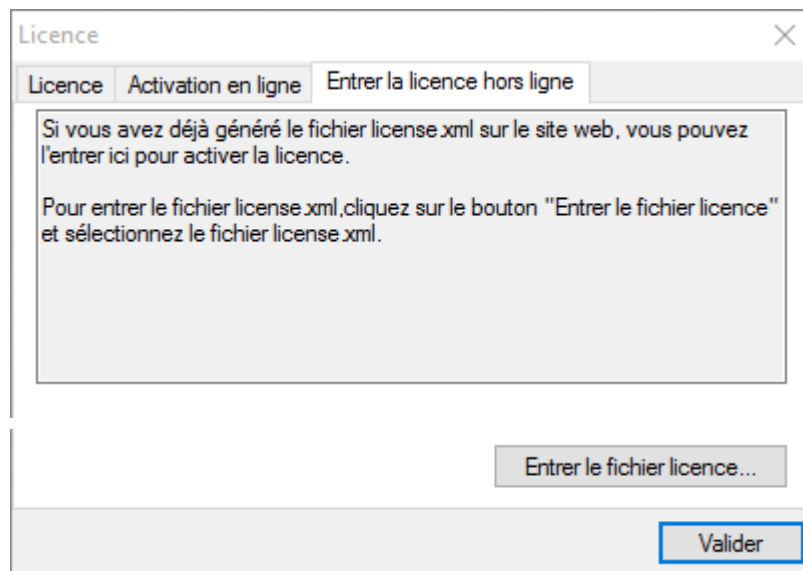 Licence
Licence Activation en ligne Entrer la licence hors ligne
Si vous avez déjà généré le fichier license.xml sur le site web, vous pouvez
l'entrer ici pour activer la licence.
Pour entrer le fichier license.xml,cliquez sur le bouton "Entrer le fichier licence"
et sélectionnez le fichier license.xml.
Entrer le fichier licence...
Valider